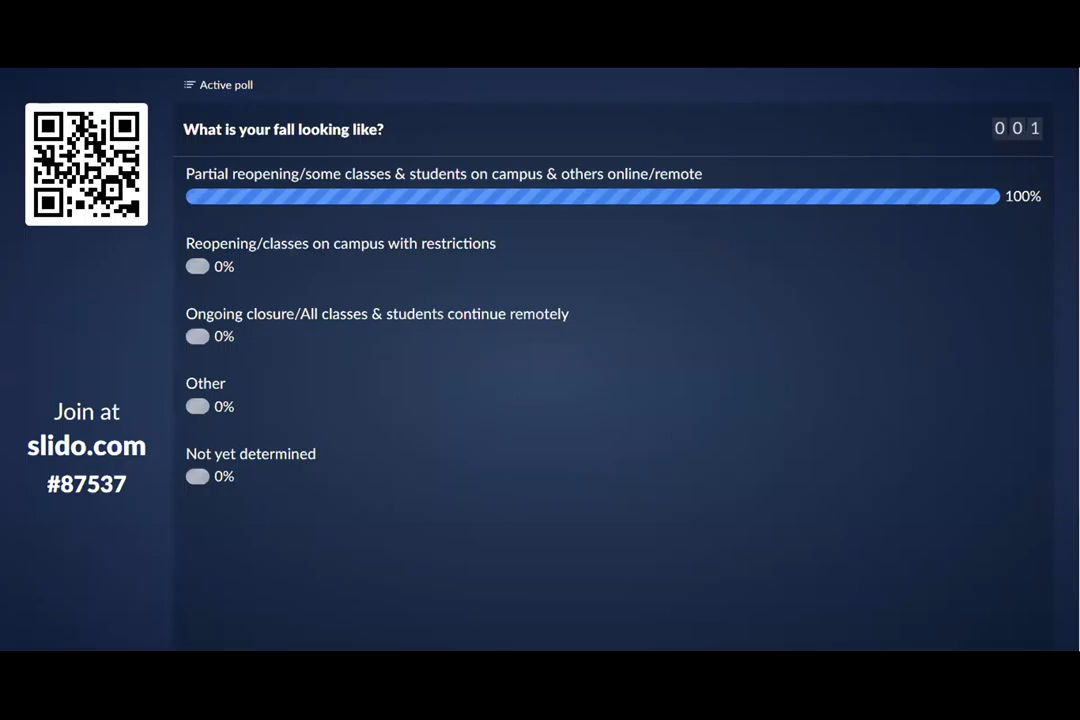 Active poll
What is your fall looking like?
0 0 1
Partial reopening/some classes & students on campus & others online/remote
100%
Reopening/classes on campus with restrictions
0%
Ongoing closure/All classes & students continue remotely
0%
Other
0%
Not yet determined
0%
Join at
slido.com
#87537